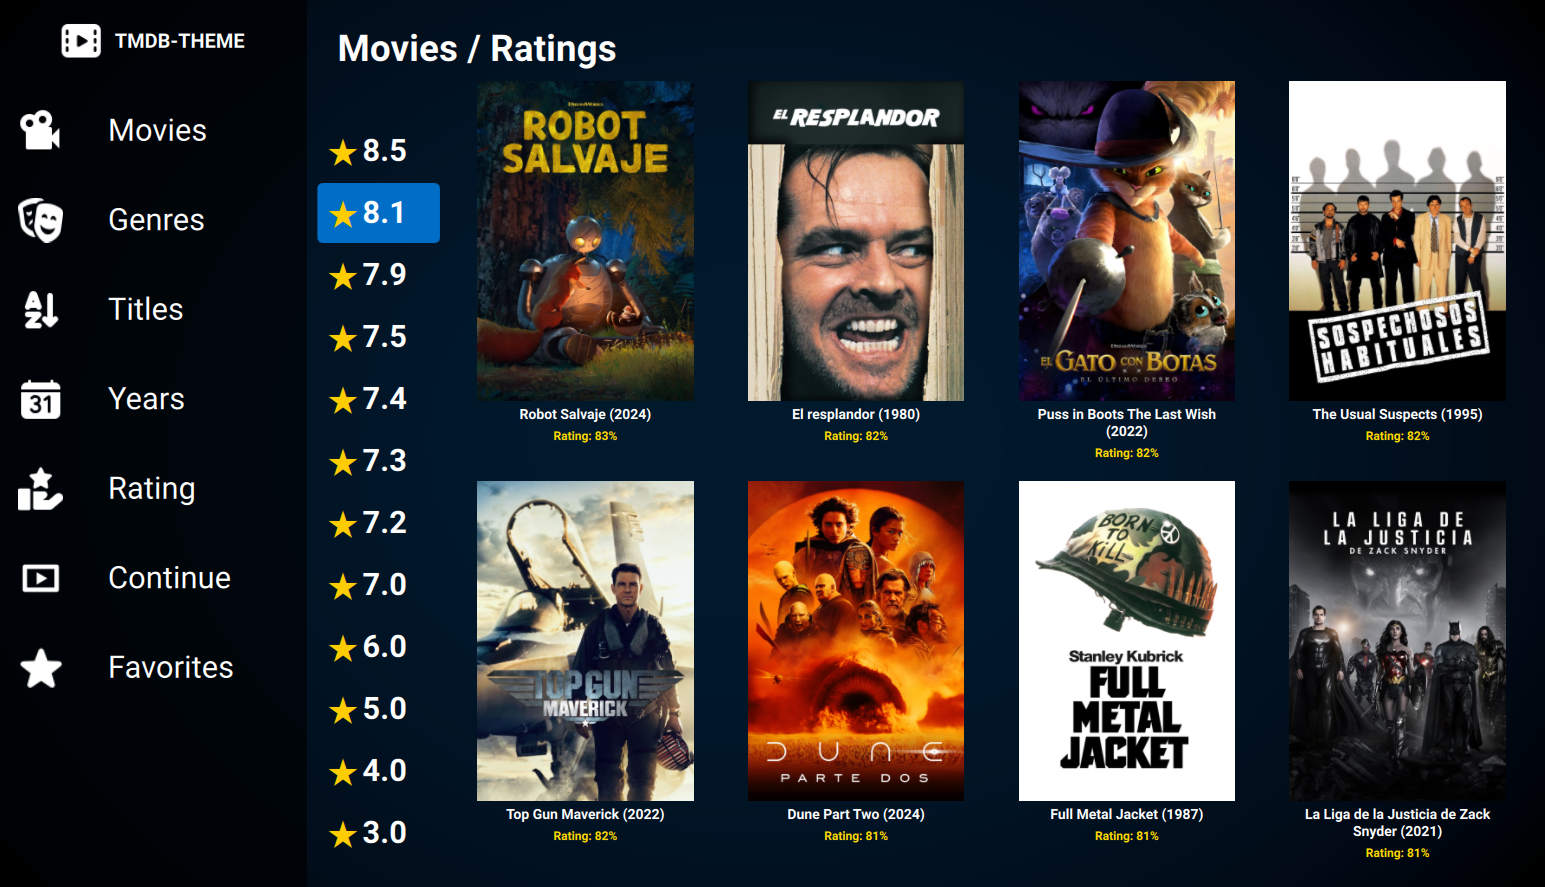 TMDB-THEME
Movies
Genres
Titles
Years
31
Rating
Continue
Favorites
Movies / Ratings
8.5
8.1
7.9
7.5
7.4
7.3
7.2
7.0
6.0
5.0
4.0
3.0
DREAMWORKS
ROBOT
SALVAJE
Robot Salvaje (2024)
Rating: 83%
EL RESPLANDOR
El resplandor (1980)
Rating: 82%
DREAMWORKS
EL GATO CON BOTAS
EL ÚLTIMO DESEO
Puss in Boots The Last Wish
(2022)
Rating: 82%
SOSPECHOSOS
HABITUALES
The Usual Suspects (1995)
Rating: 82%
TOP GUN
MAVERICK
Top Gun Maverick (2022)
Rating: 82%
DUNE
PARTE DOS
Dune Part Two (2024)
Rating: 81%
BORN
TO
KiLL
Stanley Kubrick
FULL
METAL
JACKET
Full Metal Jacket (1987)
Rating: 81%
LA LIGA DE
LA JUSTICIA
DE ZACK SNYDER
La Liga de la Justicia de Zack
Snyder (2021)
Rating: 81%